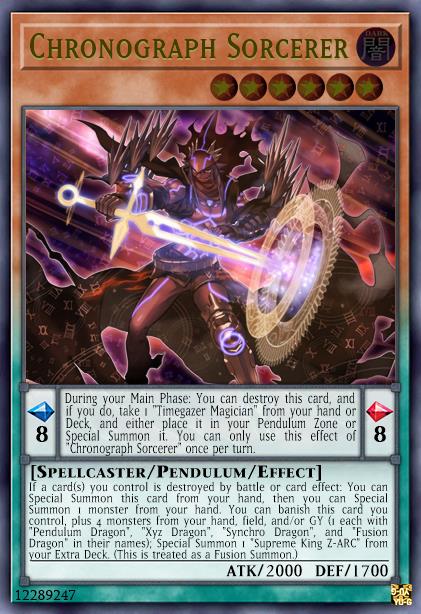 CHRONOGRAPH SORCERER
DARK
闇
During your Main Phase: You can destroy this card, and
if you do, take 1 "Timegazer Magician" from your hand or
Deck, and either place it in your Pendulum Zone or
Special Summon it. You can only use this effect of
"Chronograph Sorcerer" once per turn.
8
8
[SPELLCASTER/PENDULUM/EFFECT]
If a card(s) you control is destroyed by battle or card effect: You can
Special Summon this card from your hand, then you can Special
Summon 1 monster from your hand. You can banish this card you
control, plus 4 monsters from your hand, field, and/or GY (1 each with
"Pendulum Dragon", "Xyz Dragon", "Synchro Dragon", and "Fusion
Dragon" in their names); Special Summon 1 "Supreme King Z-ARC" from
your Extra Deck. (This is treated as a Fusion Summon.)
ATK/2000 DEF/1700
12289247